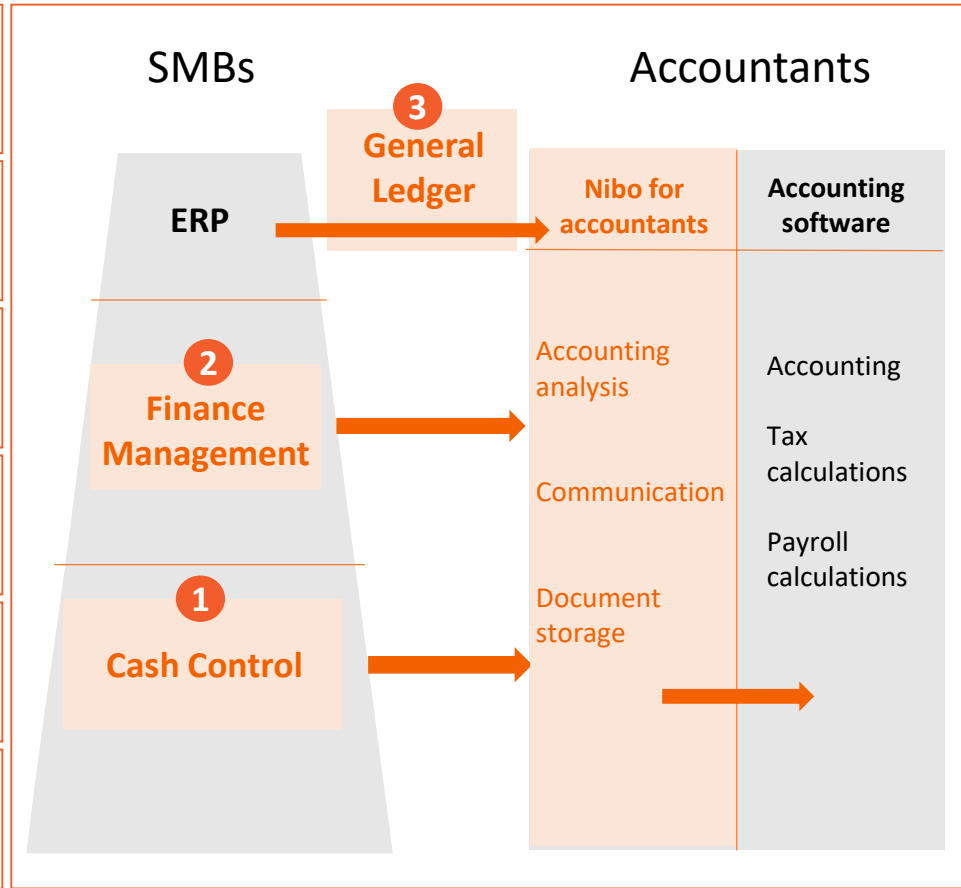 SMBs
Accountants
3
General
Ledger
ERP
Nibo for
accountants
Accounting
software
2
Finance
Management
Accounting
analysis
Communication
Document
storage
Accounting
Tax
calculations
Payroll
calculations
1
Cash Control